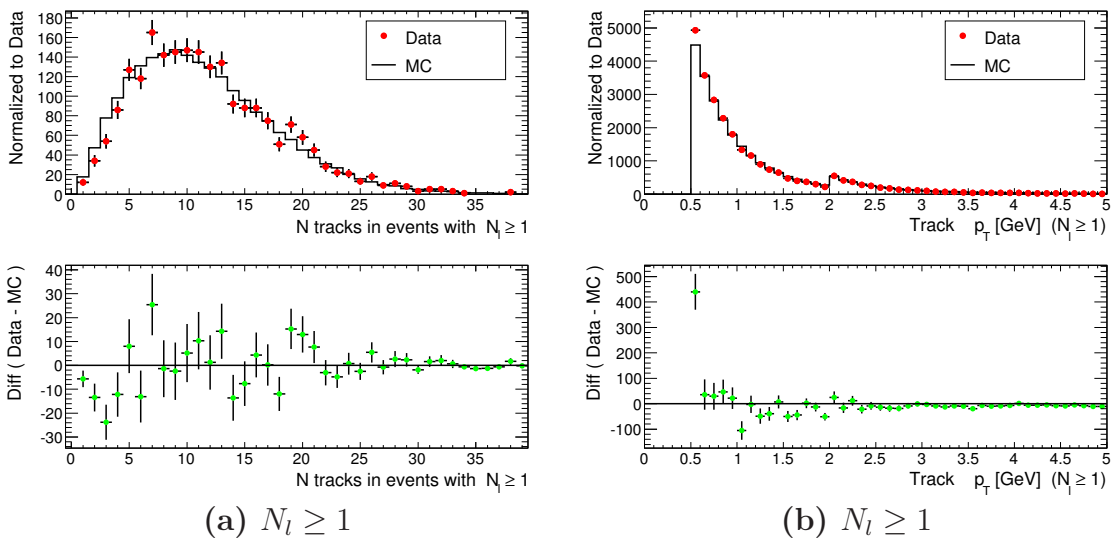 Normalized to Data
180
160
140
120
100
80
60
40
20
0
Data
MC
0 5 10 15 20 25 30 35
N tracks in events with N_l ≥ 1
Normalized to Data
5000
4000
3000
2000
1000
0
Data
MC
0 0.5 1 1.5 2 2.5 3 3.5 4 4.5 5
Track p_T [GeV] (N_l ≥ 1)
Diff ( Data - MC )
40
30
20
10
0
-10
-20
-30
0 5 10 15 20 25 30 35
N tracks in events with N_l ≥ 1
Diff ( Data - MC )
500
400
300
200
100
0
-100
0 0.5 1 1.5 2 2.5 3 3.5 4 4.5 5
Track p_T [GeV] (N_l ≥ 1)
(a) N_l ≥ 1
(b) N_l ≥ 1